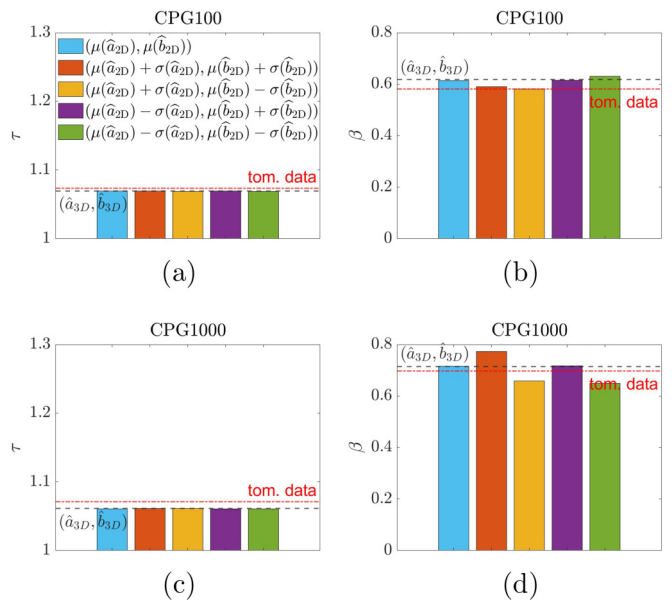 CPG100
1.3
1.2
1.1
1
τ
(μ(â2D), μ(b̂2D))
(μ(â2D) + σ(â2D), μ(b̂2D) + σ(b̂2D))
(μ(â2D) + σ(â2D), μ(b̂2D) − σ(b̂2D))
(μ(â2D) − σ(â2D), μ(b̂2D) + σ(b̂2D))
(μ(â2D) − σ(â2D), μ(b̂2D) − σ(b̂2D))
tom. data
(â3D, b̂3D)
(a)
CPG100
0.8
0.6
0.4
0.2
0
β
(â3D, b̂3D)
tom. data
(b)
CPG1000
1.3
1.2
1.1
1
τ
tom. data
(â3D, b̂3D)
(c)
CPG1000
0.8
0.6
0.4
0.2
0
β
(â3D, b̂3D)
tom. data
(d)